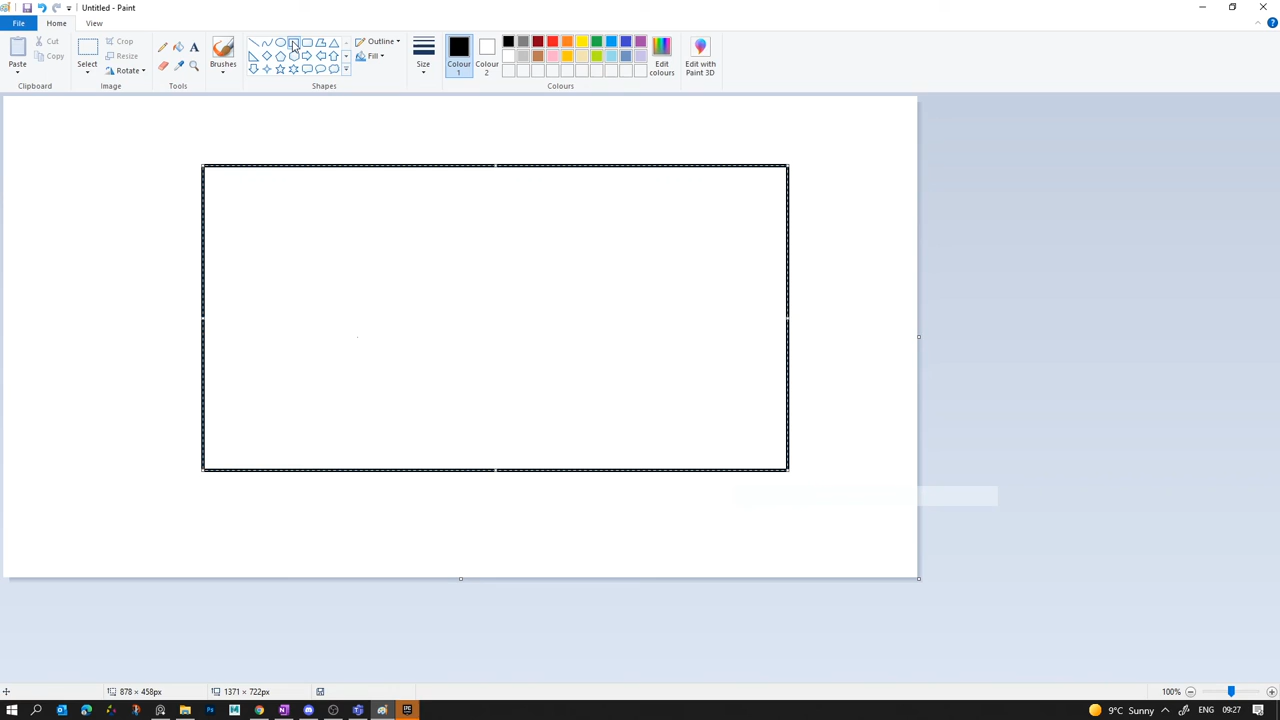 Untitled - Paint
File Home View
Paste
Cut
Copy
Clipboard
Select
Crop
Resize
Rotate
Image
A
Tools
Brushes
Shapes
Outline
Fill
Size
Colour 1
Colour 2
Edit colours
Edit with Paint 3D
Colours
878 × 458px
1371 × 722px
100%
9°C Sunny
ENG
09:27